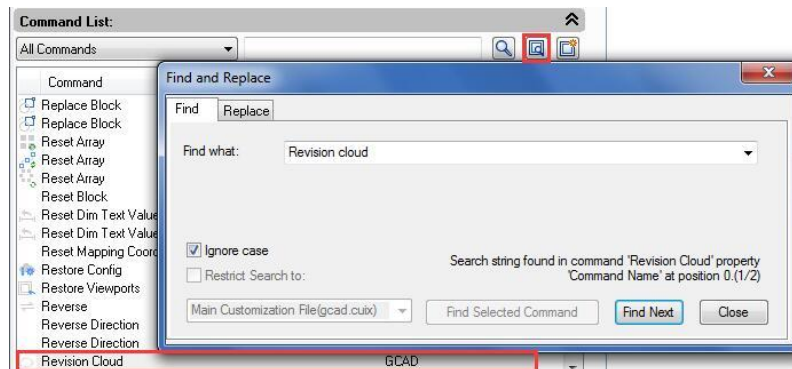 Command List:
All Commands
Command
Find and Replace
Replace Block
Replace Block
Reset Array
Reset Array
Reset Array
Reset Block
Reset Dim Text Value
Reset Dim Text Value
Reset Mapping Coord
Restore Config
Restore Viewports
Reverse
Reverse Direction
Reverse Direction
Revision Cloud GCAD
Find Replace
Find what: Revision cloud
Ignore case
Restrict Search to:
Search string found in command 'Revision Cloud' property
'Command Name' at position 0.(1/2)
Main Customization File(gcad.cuix) Find Selected Command Find Next Close